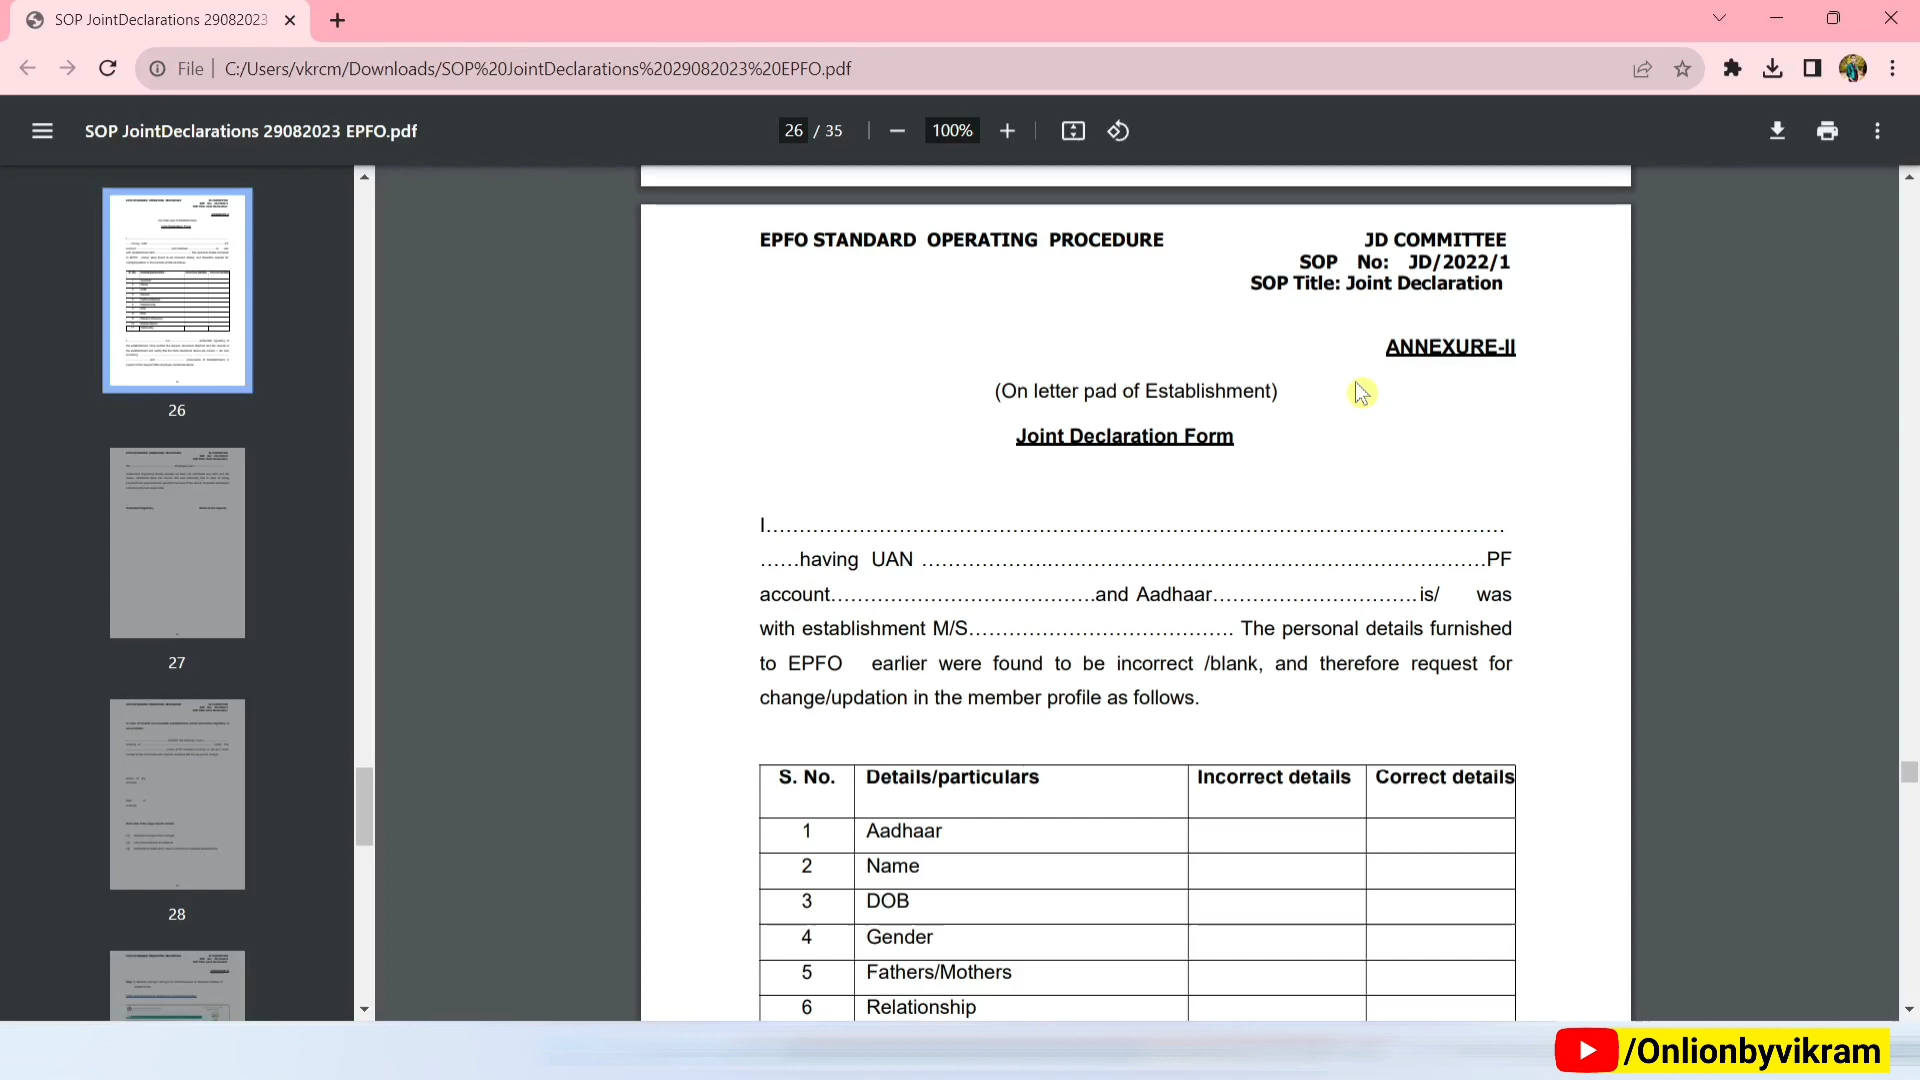 SOP JointDeclarations 29082023
File
C:/Users/vkrcm/Downloads/SOP%20JointDeclarations%2029082023%20EPFO.pdf
SOP JointDeclarations 29082023 EPFO.pdf
26 / 35
100%
26
27
28
EPFO STANDARD OPERATING PROCEDURE
JD COMMITTEE
SOP No: JD/2022/1
SOP Title: Joint Declaration
ANNEXURE-II
(On letter pad of Establishment)
Joint Declaration Form
I……………………………………………………………………………………………
……having UAN ……………………………………………………………………PF
account…………………………………and Aadhaar…………………………is/ was
with establishment M/S………………………………… The personal details furnished
to EPFO earlier were found to be incorrect /blank, and therefore request for
change/updation in the member profile as follows.
S. No. Details/particulars Incorrect details Correct details
1 Aadhaar
2 Name
3 DOB
4 Gender
5 Fathers/Mothers
6 Relationship
/Onlionbyvikram